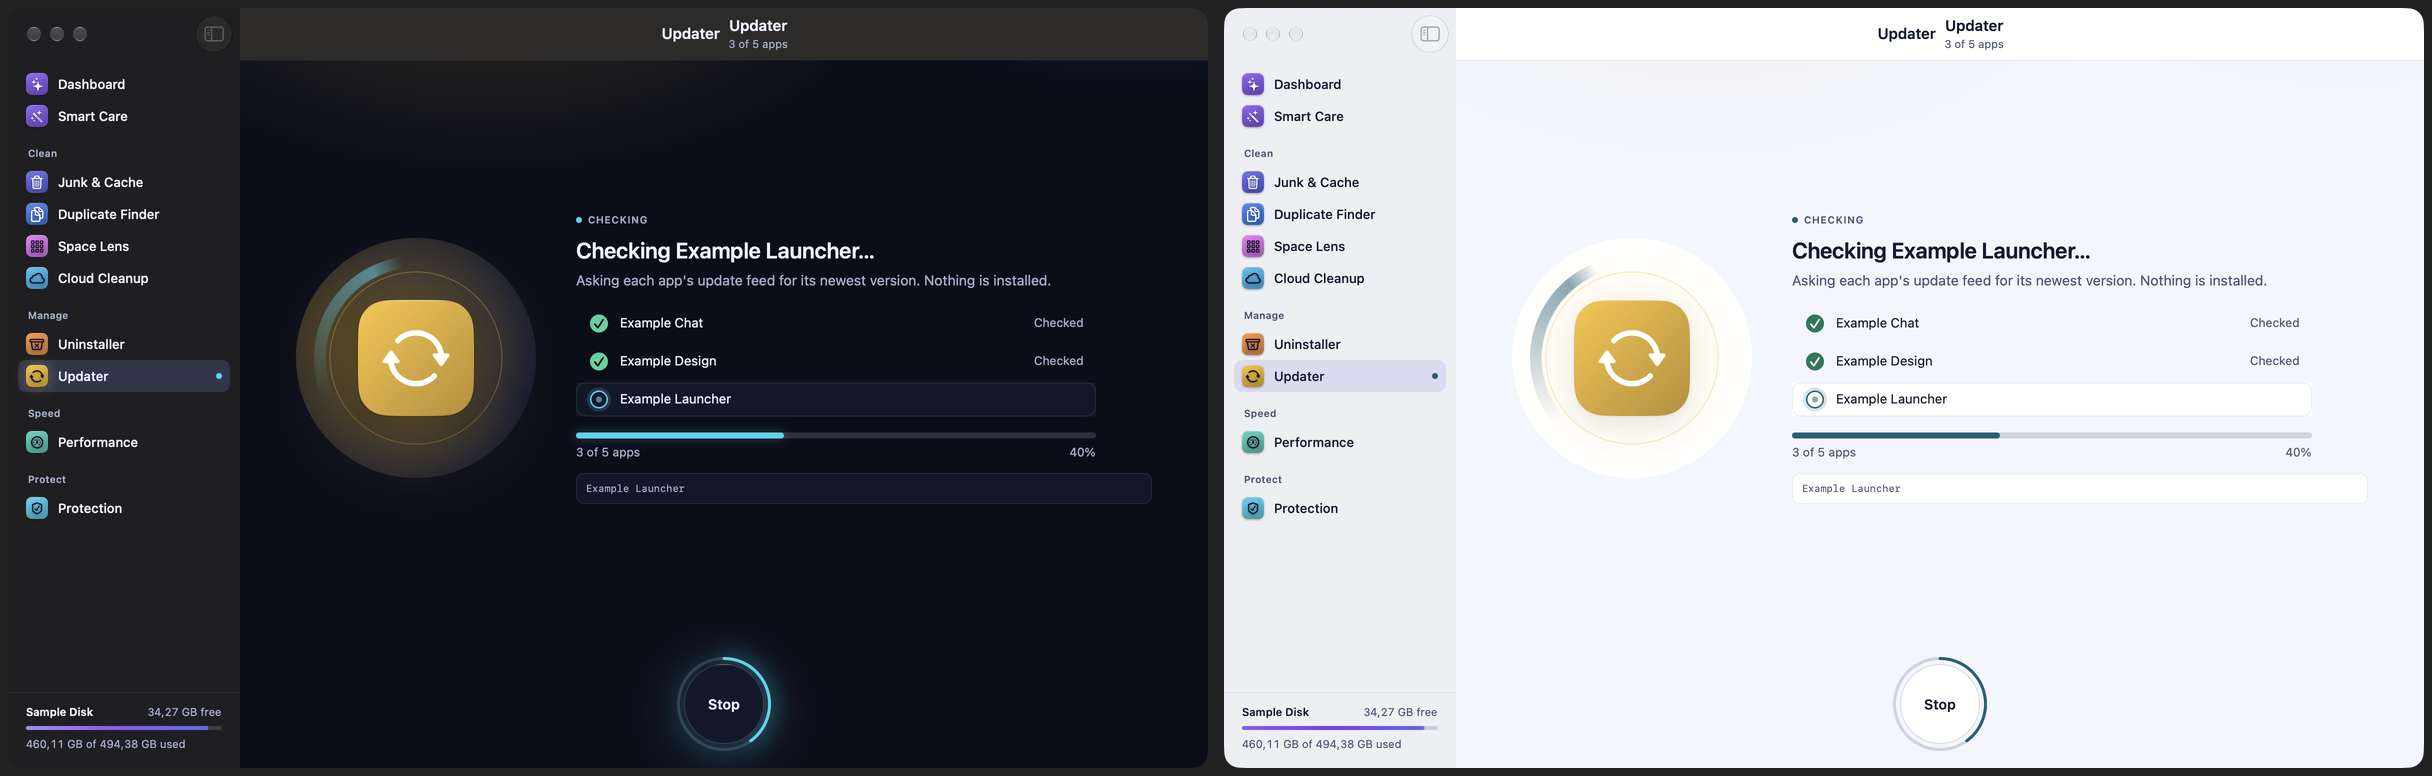 Updater
Updater
3 of 5 apps
Dashboard
Smart Care
Clean
Junk & Cache
Duplicate Finder
Space Lens
Cloud Cleanup
Manage
Uninstaller
Updater
Speed
Performance
Protect
Protection
Sample Disk 34,27 GB free
460,11 GB of 494,38 GB used
CHECKING
Checking Example Launcher...
Asking each app's update feed for its newest version. Nothing is installed.
Example Chat Checked
Example Design Checked
Example Launcher
3 of 5 apps 40%
Example Launcher
Stop
Updater
Updater
3 of 5 apps
Dashboard
Smart Care
Clean
Junk & Cache
Duplicate Finder
Space Lens
Cloud Cleanup
Manage
Uninstaller
Updater
Speed
Performance
Protect
Protection
Sample Disk 34,27 GB free
460,11 GB of 494,38 GB used
CHECKING
Checking Example Launcher...
Asking each app's update feed for its newest version. Nothing is installed.
Example Chat Checked
Example Design Checked
Example Launcher
3 of 5 apps 40%
Example Launcher
Stop